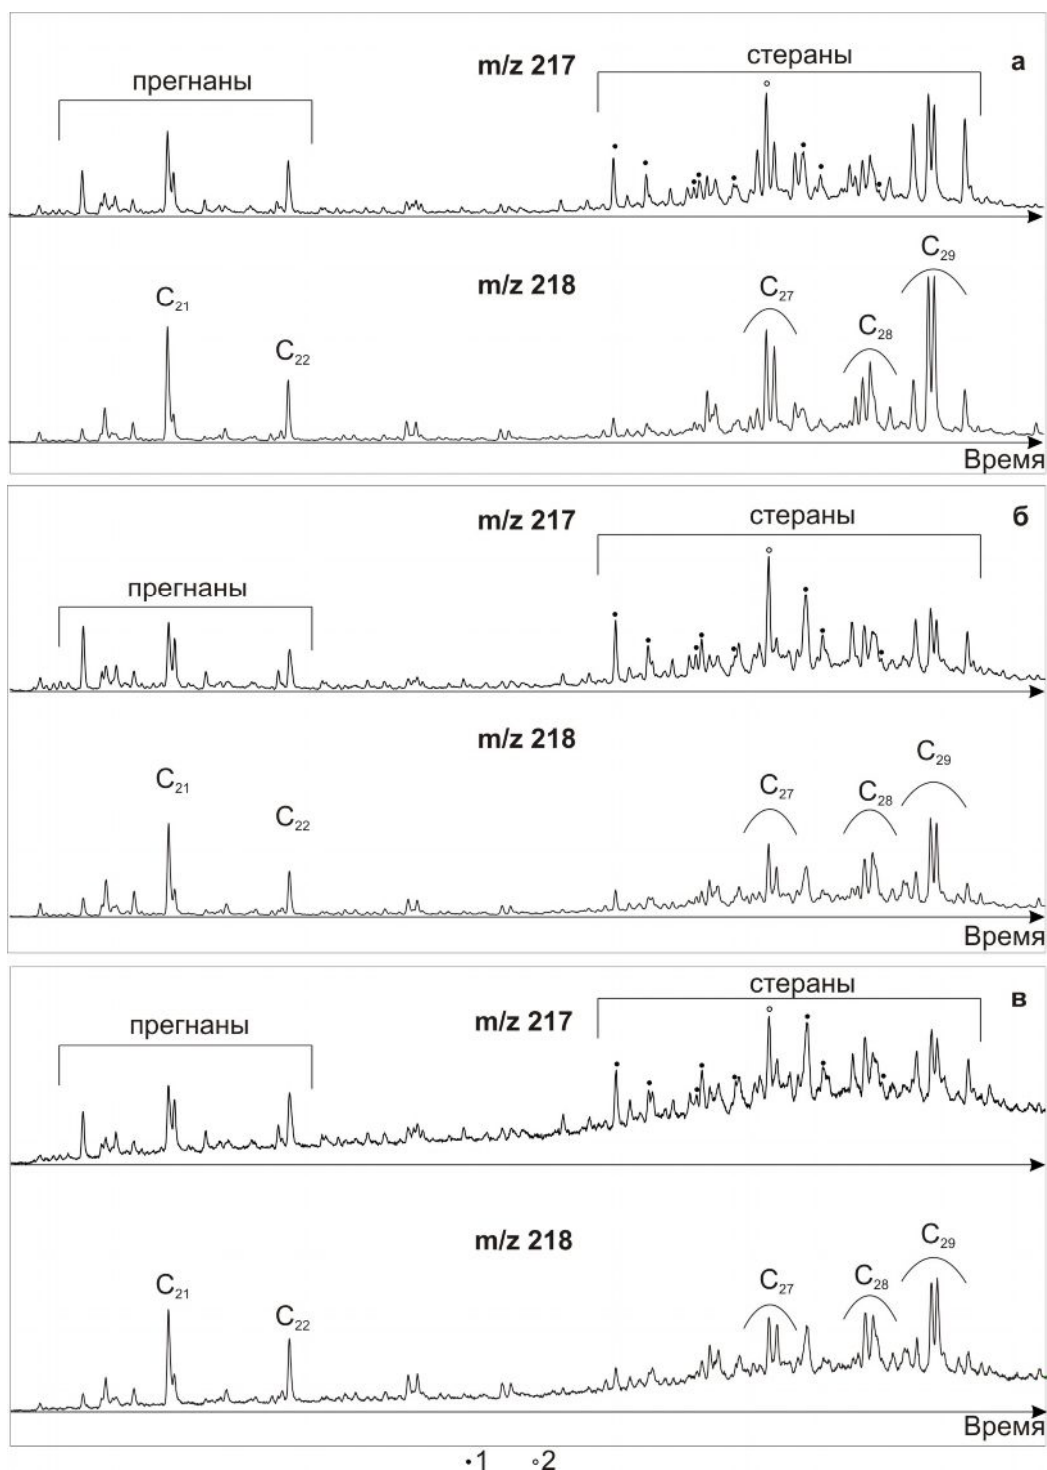 m/z 217
стераны
а
прегнаны
m/z 218
C29
C27
C21
C28
C22
Время
m/z 217
стераны
б
прегнаны
m/z 218
C29
C21
C27
C28
C22
Время
стераны
в
прегнаны
m/z 217
m/z 218
C29
C27
C28
C21
C22
Время
•1 °2